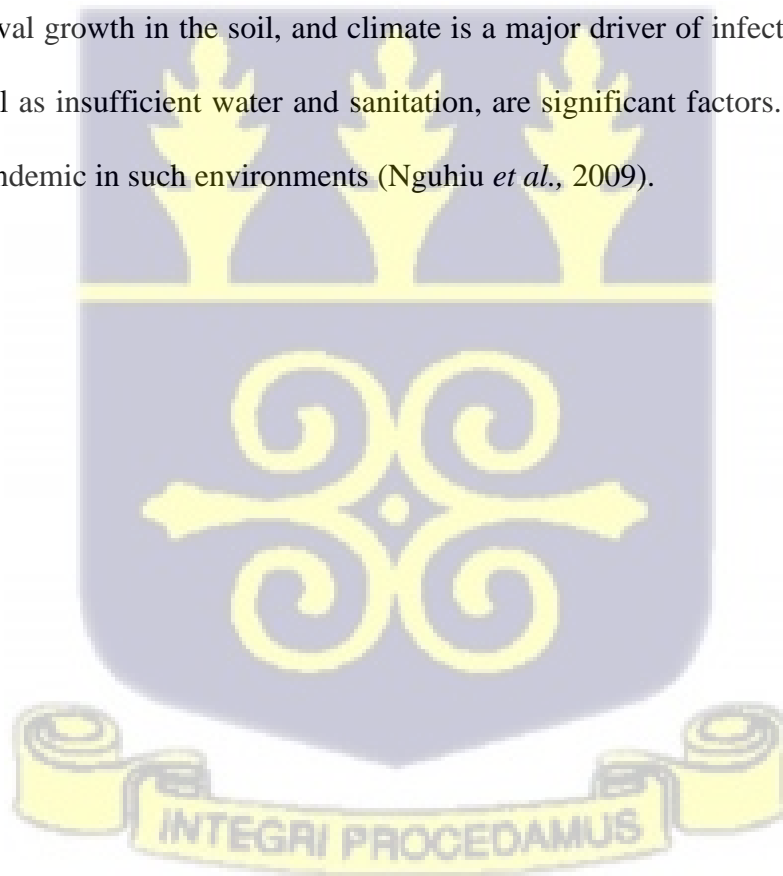 val growth in the soil, and climate is a major driver of infect
as insufficient water and sanitation, are significant factors.
ndemic in such environments (Nguhiu et al., 2009).
INTEGRI PROCEDAMUS